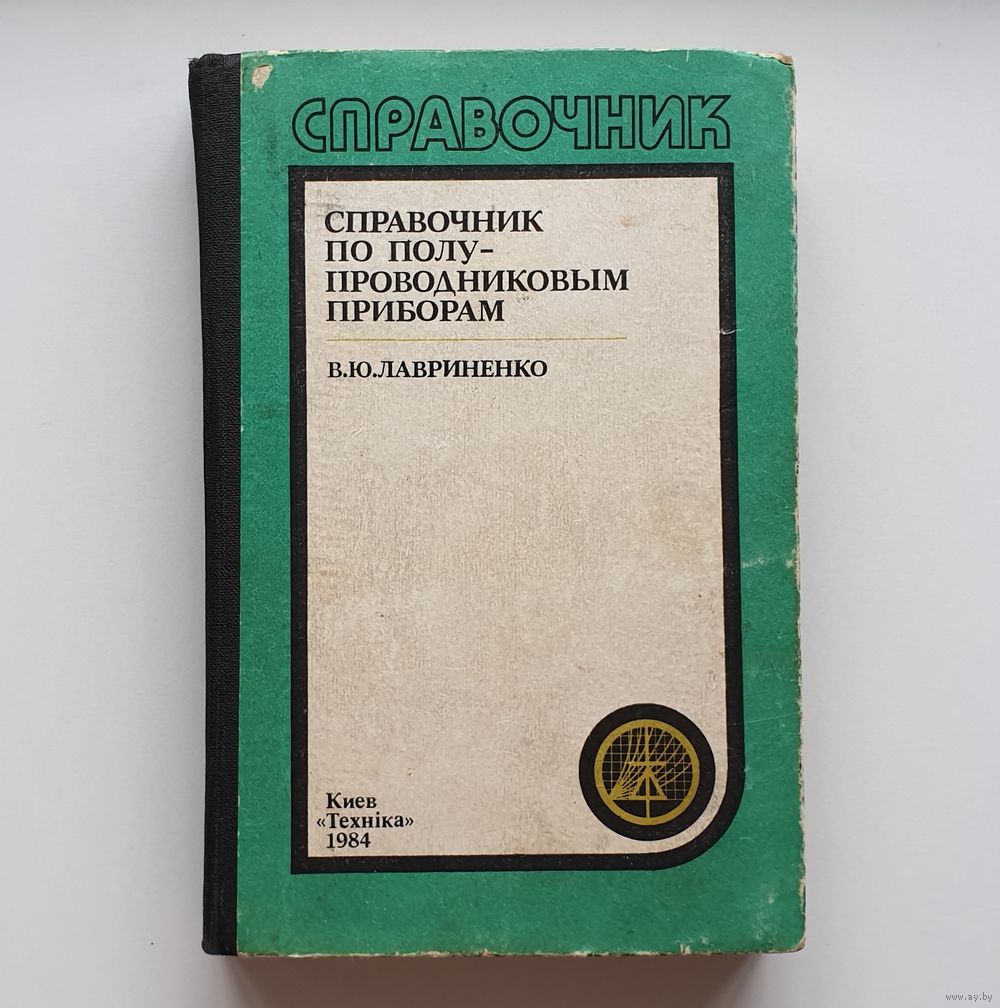 СПРАВОЧНИК
СПРАВОЧНИК
ПО ПОЛУ-
ПРОВОДНИКОВЫМ
ПРИБОРАМ
В.Ю.ЛАВРИНЕНКО
Киев
«Техніка»
1984
www.ay.by